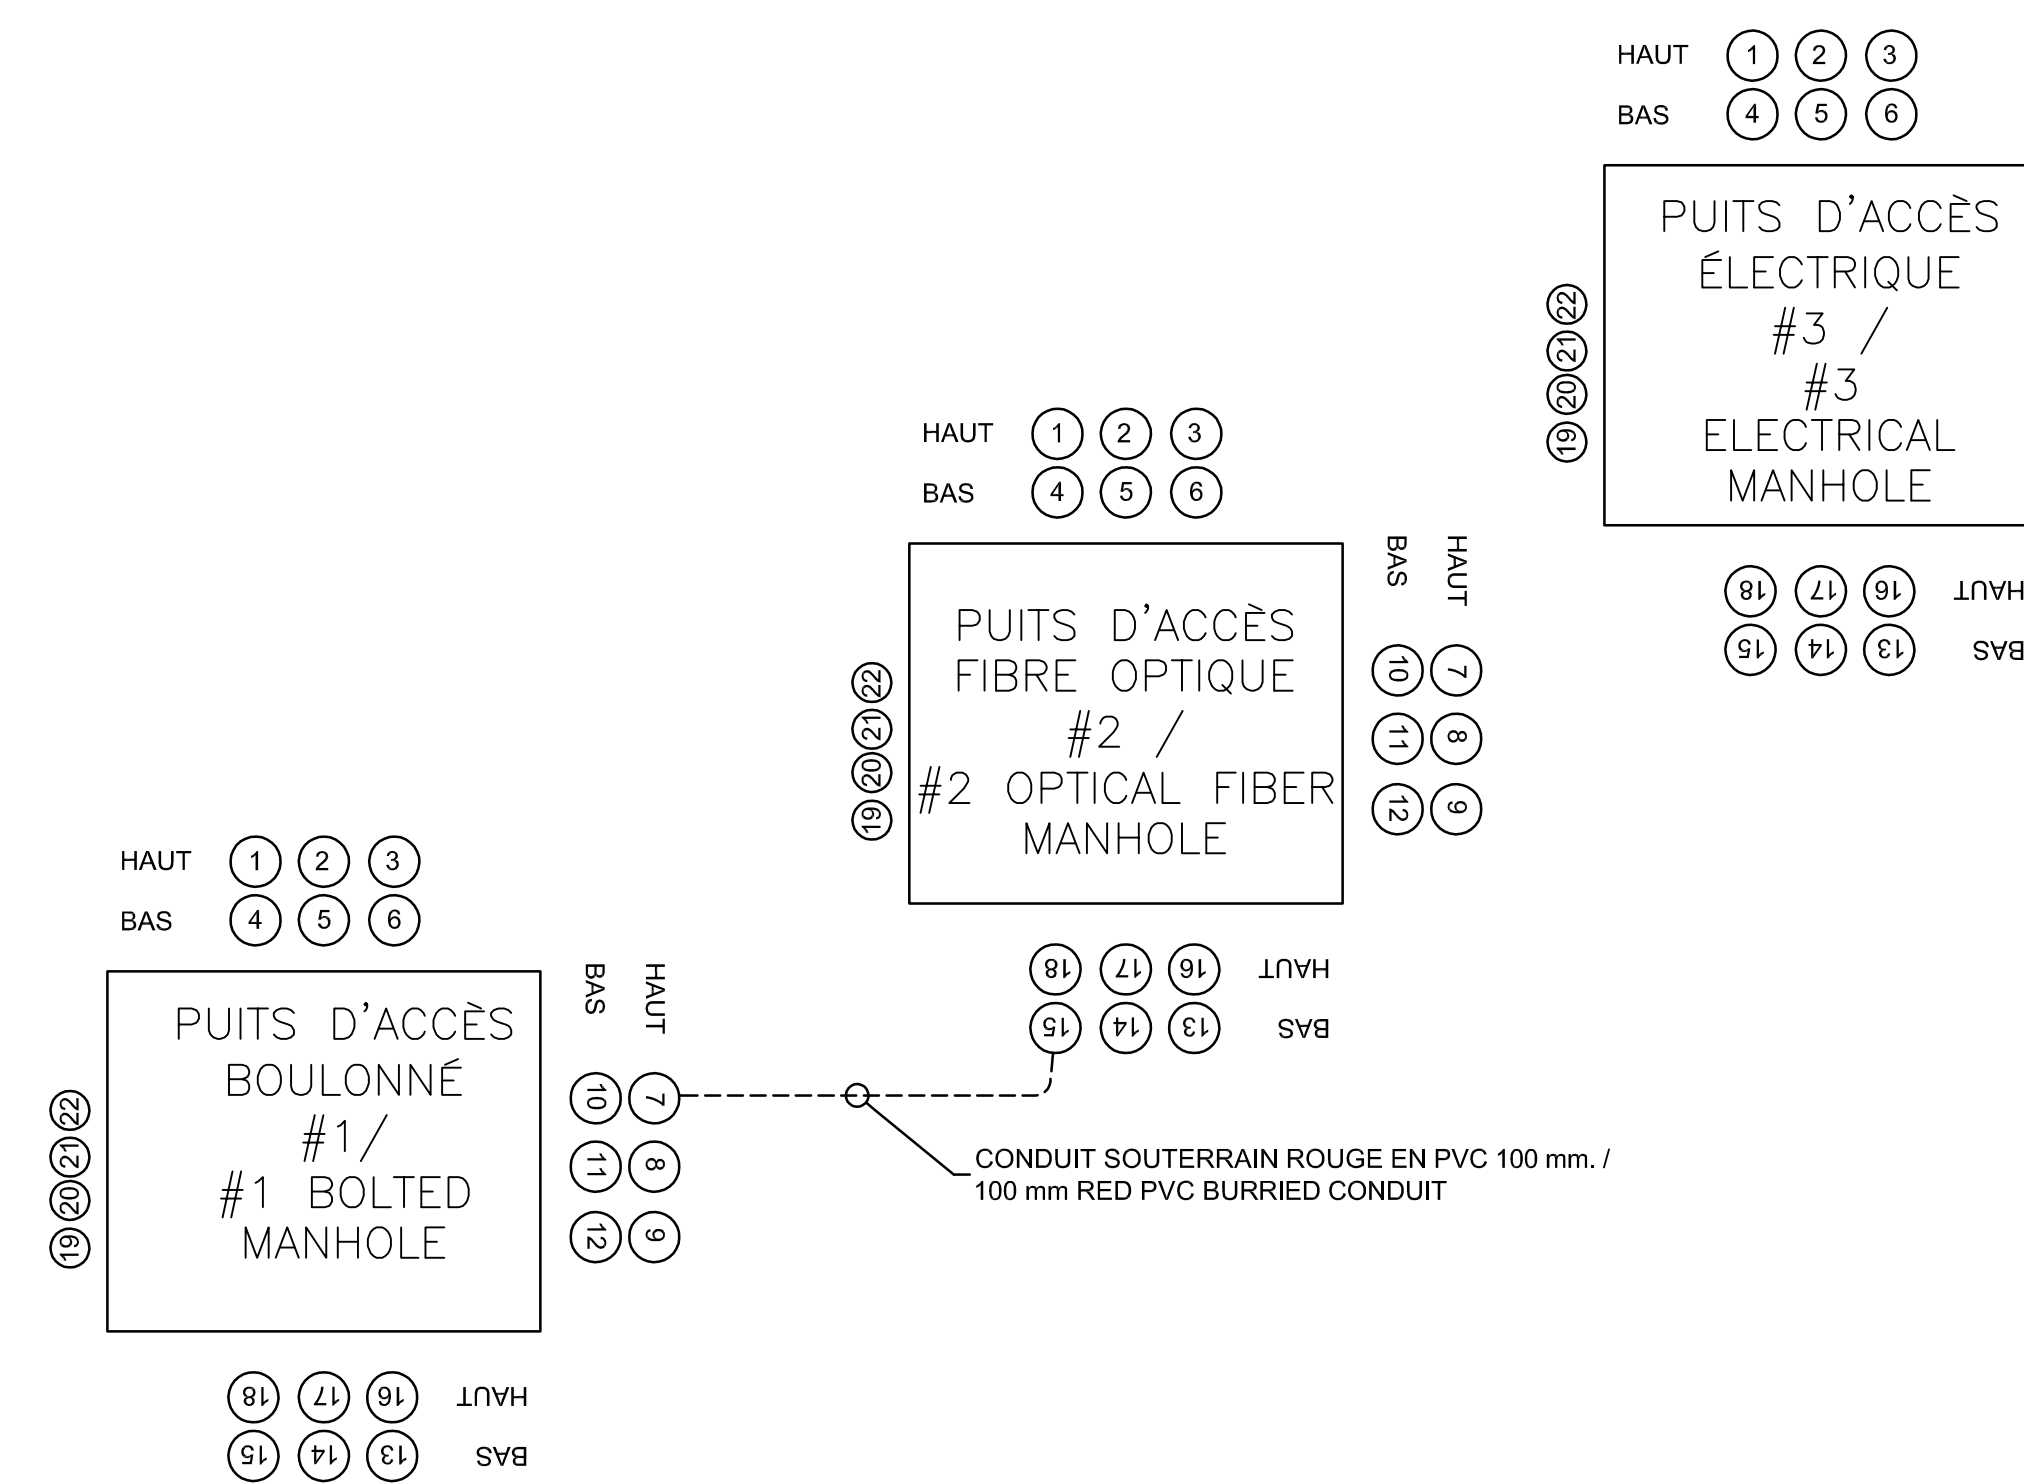 HAUT 1 2 3
BAS 4 5 6
PUITS D'ACCÈS
ÉLECTRIQUE
#3 /
#3
ELECTRICAL
MANHOLE
22
21
20
19
18 17 16 HAUT
15 14 13 BAS
HAUT 1 2 3
BAS 4 5 6
PUITS D'ACCÈS
FIBRE OPTIQUE
#2 /
#2 OPTICAL FIBER
MANHOLE
22
21
20
19
BAS HAUT
10 7
11 8
12 9
18 17 16 HAUT
15 14 13 BAS
HAUT 1 2 3
BAS 4 5 6
PUITS D'ACCÈS
BOULONNÉ
#1/
#1 BOLTED
MANHOLE
22
21
20
19
BAS HAUT
10 7
11 8
12 9
CONDUIT SOUTERRAIN ROUGE EN PVC 100 mm. /
100 mm RED PVC BURRIED CONDUIT
18 17 16 HAUT
15 14 13 BAS